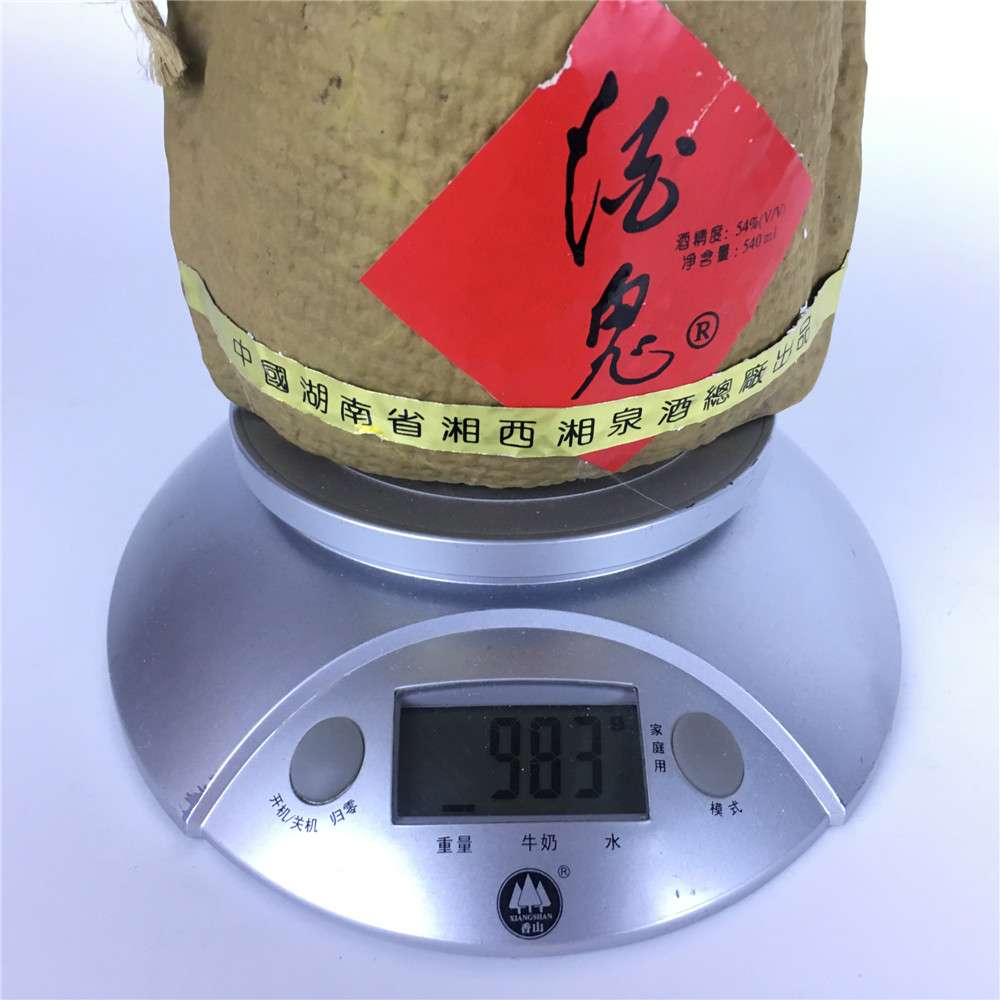 酒鬼
酒精度: 54%(V/V)
净含量: 540ml
®
中國湖南省湘西湘泉酒總廠出品
983g
家庭用
开机/关机 归零
模式
重量 牛奶 水
®
XIANGSHAN
香山